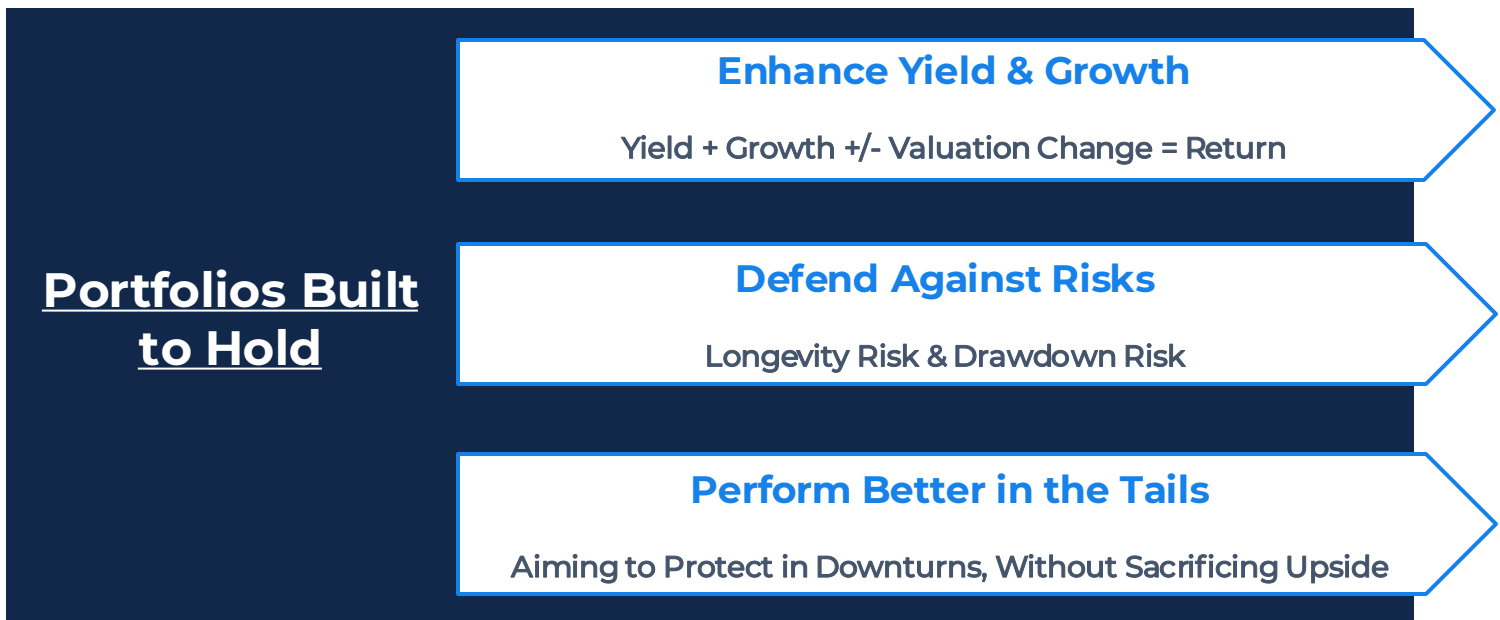 Portfolios Built
to Hold
Enhance Yield & Growth
Yield + Growth +/- Valuation Change = Return
Defend Against Risks
Longevity Risk & Drawdown Risk
Perform Better in the Tails
Aiming to Protect in Downturns, Without Sacrificing Upside